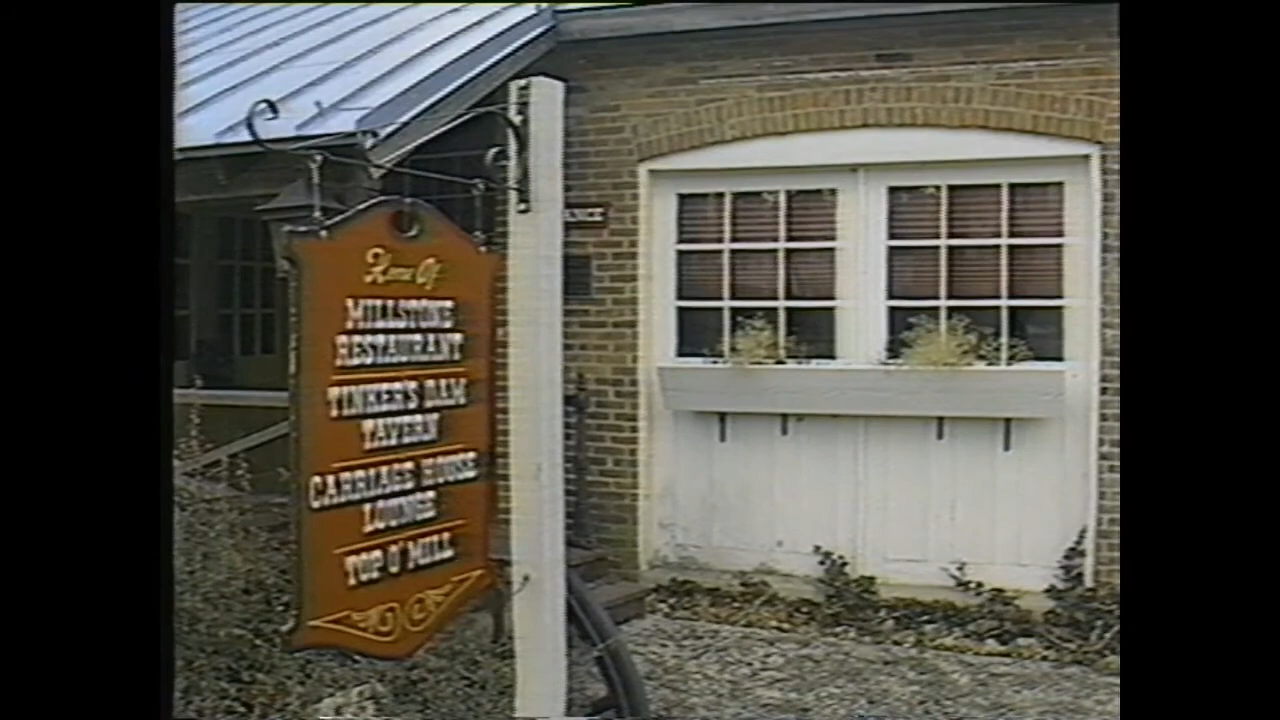 Home Of
MILLSTONE
RESTAURANT
TINKER'S DAM
TAVERN
CARRIAGE HOUSE
LOUNGE
TOP O' MILL